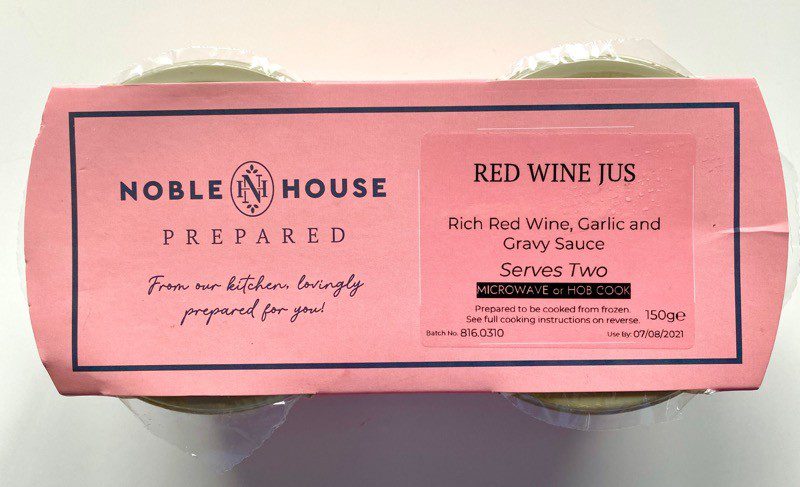 NOBLE NH HOUSE
PREPARED
From our kitchen, lovingly
prepared for you!
RED WINE JUS
Rich Red Wine, Garlic and
Gravy Sauce
Serves Two
MICROWAVE or HOB COOK
Prepared to be cooked from frozen.
See full cooking instructions on reverse. 150g℮
Batch No. 816.0310 Use By: 07/08/2021